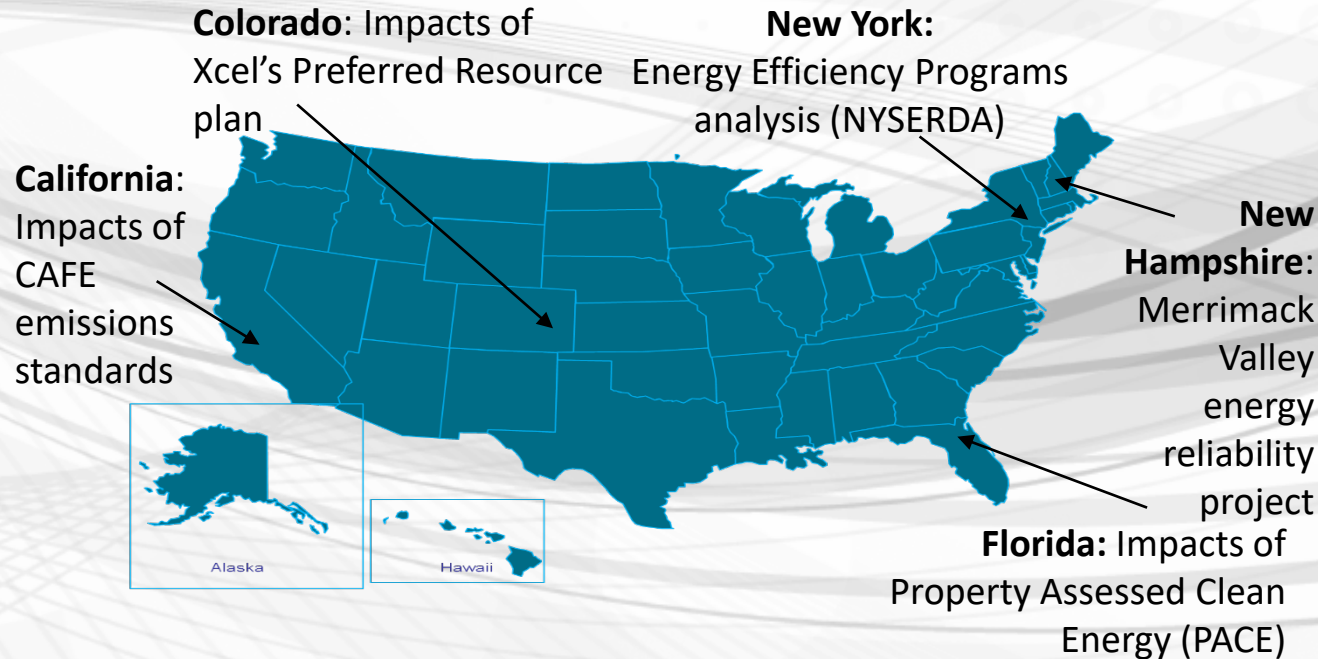 Colorado: Impacts of
Xcel's Preferred Resource
plan
New York:
Energy Efficiency Programs
analysis (NYSERDA)
California:
Impacts of
CAFE
emissions
standards
New
Hampshire:
Merrimack
Valley
energy
reliability
project
Florida: Impacts of
Property Assessed Clean
Energy (PACE)
Alaska
Hawaii